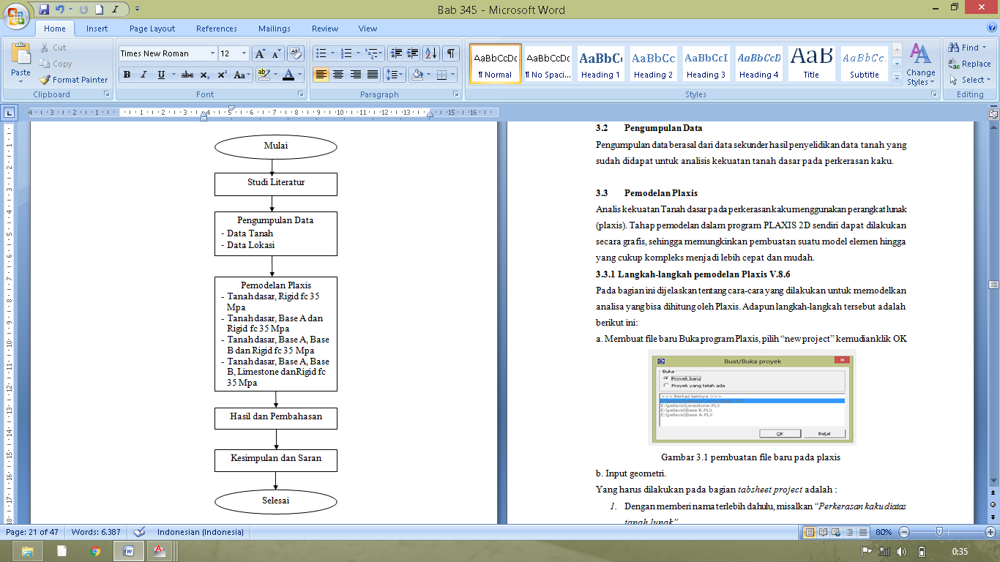 Bab 345 - Microsoft Word
Home
Insert
Page Layout
References
Mailings
Review
View
Paste
Cut
Copy
Format Painter
Clipboard
Times New Roman
12
Font
Paragraph
AaBbCcDc
¶ Normal
AaBbCcDc
¶ No Spaci...
AaBbC
Heading 1
AaBbCc
Heading 2
AaBbCcI
Heading 3
AaBbCcD
Heading 4
AaB
Title
AaBbCc.
Subtitle
Change
Styles
Styles
Find
Replace
Select
Editing
Mulai
Studi Literatur
Pengumpulan Data
- Data Tanah
- Data Lokasi
Pemodelan Plaxis
- Tanah dasar, Rigid fc 35
Mpa
- Tanah dasar, Base A dan
Rigid fc 35 Mpa
- Tanah dasar, Base A, Base
B dan Rigid fc 35 Mpa
- Tanah dasar, Base A, Base
B, Limestone danRigid fc
35 Mpa
Hasil dan Pembahasan
Kesimpulan dan Saran
Selesai
3.2 Pengumpulan Data
Pengumpulan data berasal dari data sekunder hasil penyelidikan data tanah yang
sudah didapat untuk analisis kekuatan tanah dasar pada perkerasan kaku.
3.3 Pemodelan Plaxis
Analis kekuatan Tanah dasar pada perkerasan kaku menggunakan perangkat lunak
(plaxis). Tahap pemodelan dalam program PLAXIS 2D sendiri dapat dilakukan
secara grafis, sehingga memungkinkan pembuatan suatu model elemen hingga
yang cukup kompleks menjadi lebih cepat dan mudah.
3.3.1 Langkah-langkah pemodelan Plaxis V.8.6
Pada bagian ini dijelaskan tentang cara-cara yang dilakukan untuk memodelkan
analisa yang bisa dihitung oleh Plaxis. Adapun langkah-langkah tersebut adalah
berikut ini:
a. Membuat file baru Buka program Plaxis, pilih “new project” kemudian klik OK
Buat/Buka proyek
Buka
Proyek baru
Proyek yang telah ada
<<< Berkas lainnya >>>
E:\pelaxis\Limestone.PLX
E:\pelaxis\Base B.PLX
E:\pelaxis\Base A.PLX
OK
Batal
Gambar 3.1 pembuatan file baru pada plaxis
b. Input geometri.
Yang harus dilakukan pada bagian tabsheet project adalah :
1. Dengan memberi nama terlebih dahulu, misalkan “Perkerasan kaku diatas
tanah lunak”
Page: 21 of 47
Words: 6.387
Indonesian (Indonesia)
80%
0:35